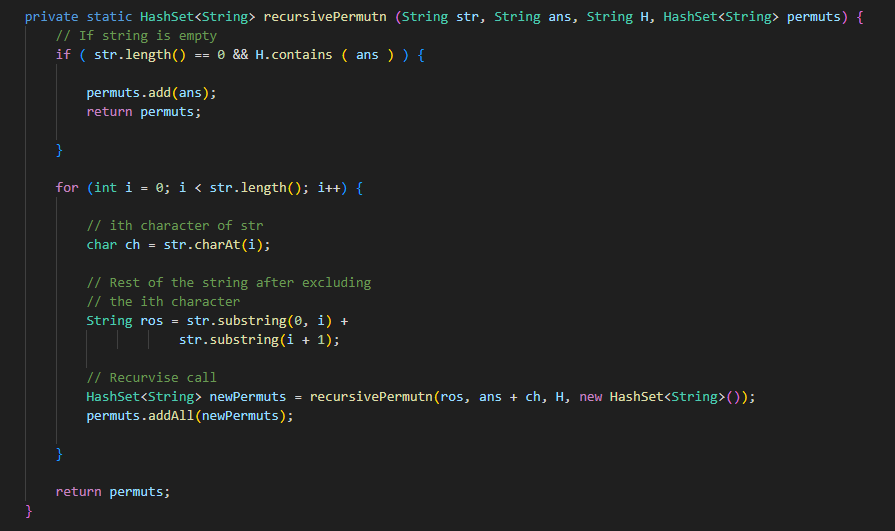 private static HashSet<String> recursivePermutn (String str, String ans, String H, HashSet<String> permuts) {
// If string is empty
if ( str.length() == 0 && H.contains ( ans ) ) {
permuts.add(ans);
return permuts;
}
for (int i = 0; i < str.length(); i++) {
// ith character of str
char ch = str.charAt(i);
// Rest of the string after excluding
// the ith character
String ros = str.substring(0, i) +
str.substring(i + 1);
// Recurvise call
HashSet<String> newPermuts = recursivePermutn(ros, ans + ch, H, new HashSet<String>());
permuts.addAll(newPermuts);
}
return permuts;
}